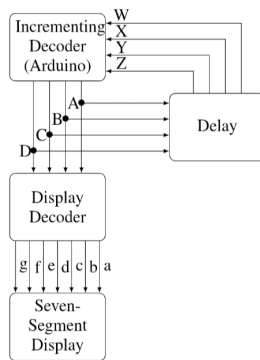 Incrementing
Decoder
(Arduino)
W
X
Y
Z
A
B
C
D
Delay
Display
Decoder
g f e d c b a
Seven-
Segment
Display